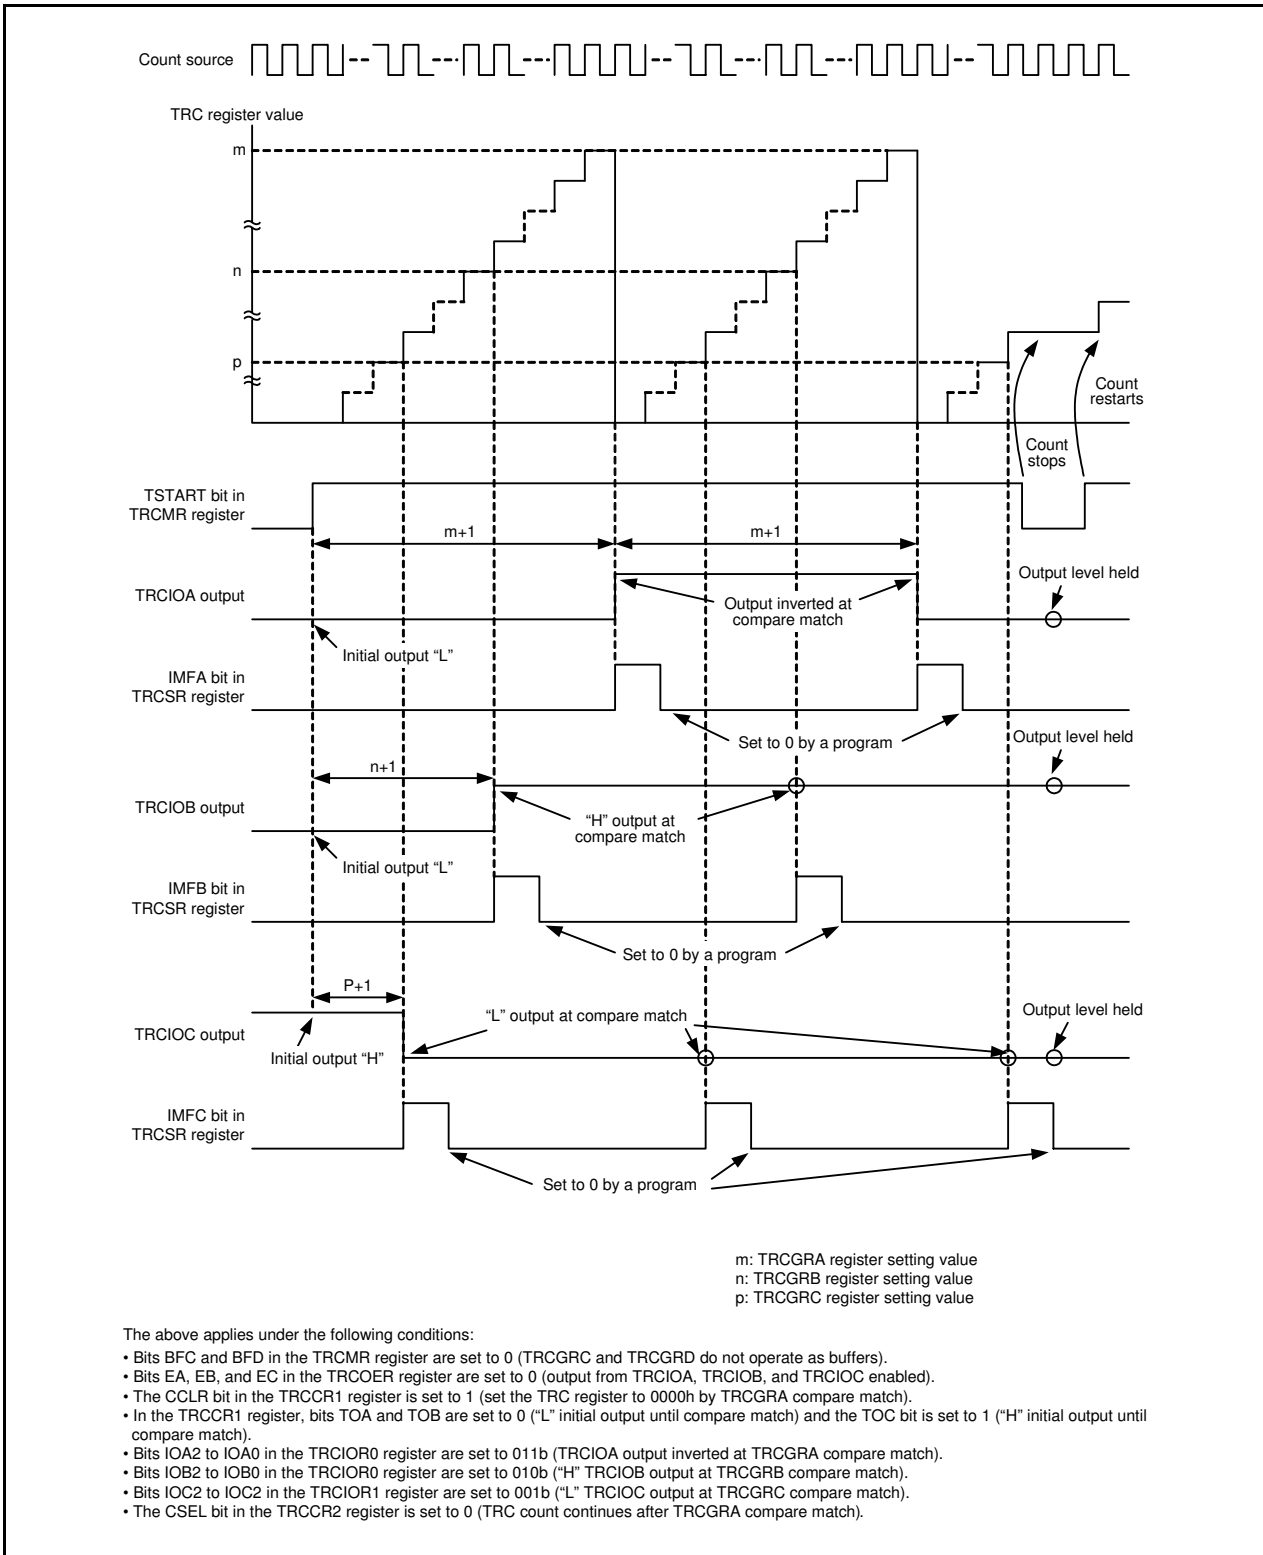 Count source
TRC register value
m
n
p
Count
restarts
Count
stops
TSTART bit in
TRCMR register
m+1
m+1
Output level held
TRCIOA output
Output inverted at
compare match
Initial output “L”
IMFA bit in
TRCSR register
Set to 0 by a program
Output level held
n+1
TRCIOB output
“H” output at
compare match
Initial output “L”
IMFB bit in
TRCSR register
Set to 0 by a program
P+1
“L” output at compare match
Output level held
TRCIOC output
Initial output “H”
IMFC bit in
TRCSR register
Set to 0 by a program
m: TRCGRA register setting value
n: TRCGRB register setting value
p: TRCGRC register setting value
The above applies under the following conditions:
• Bits BFC and BFD in the TRCMR register are set to 0 (TRCGRC and TRCGRD do not operate as buffers).
• Bits EA, EB, and EC in the TRCOER register are set to 0 (output from TRCIOA, TRCIOB, and TRCIOC enabled).
• The CCLR bit in the TRCCR1 register is set to 1 (set the TRC register to 0000h by TRCGRA compare match).
• In the TRCCR1 register, bits TOA and TOB are set to 0 (“L” initial output until compare match) and the TOC bit is set to 1 (“H” initial output until
compare match).
• Bits IOA2 to IOA0 in the TRCIOR0 register are set to 011b (TRCIOA output inverted at TRCGRA compare match).
• Bits IOB2 to IOB0 in the TRCIOR0 register are set to 010b (“H” TRCIOB output at TRCGRB compare match).
• Bits IOC2 to IOC2 in the TRCIOR1 register are set to 001b (“L” TRCIOC output at TRCGRC compare match).
• The CSEL bit in the TRCCR2 register is set to 0 (TRC count continues after TRCGRA compare match).